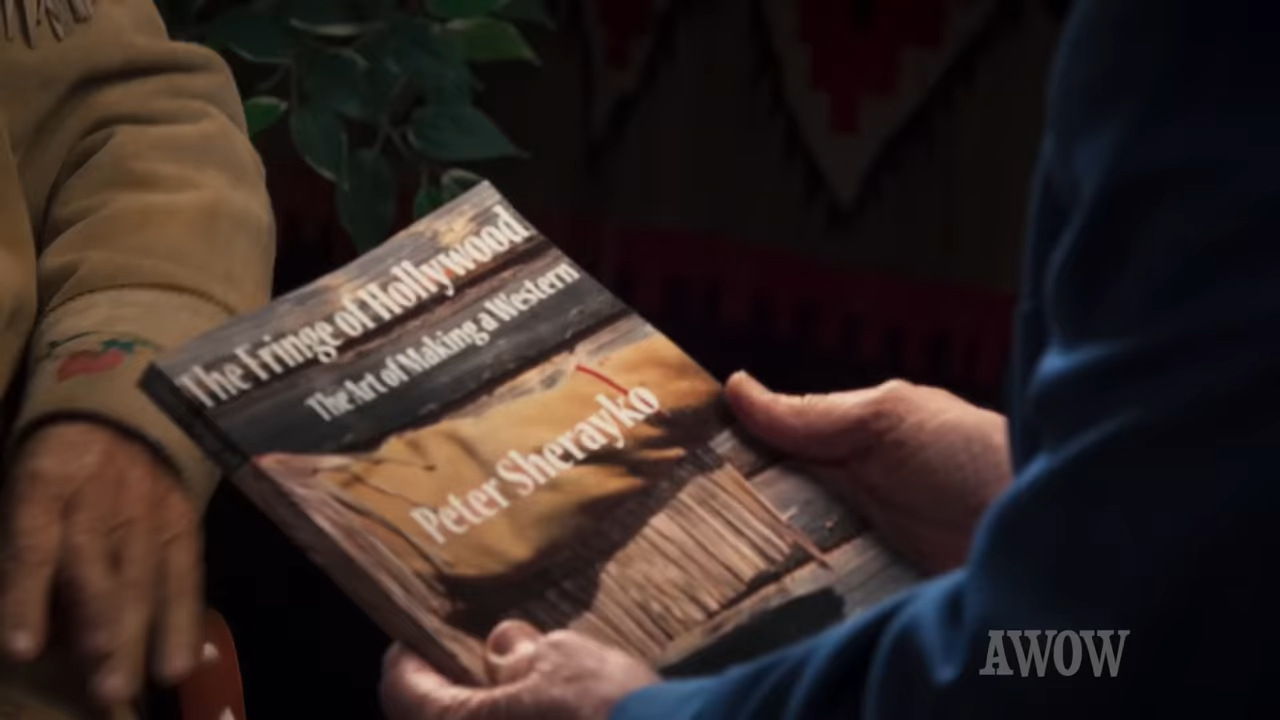 The Fringe of Hollywood
The Art of Making a Western
Peter Sherayko
AWOW